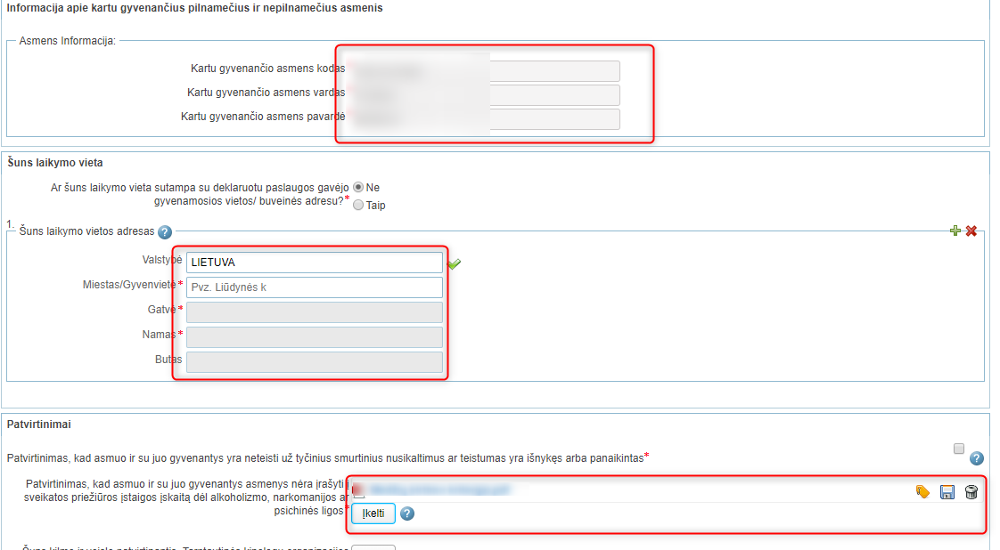 Informacija apie kartu gyvenančius pilnamečius ir nepilnamečius asmenis
Asmens Informacija:
Kartu gyvenančio asmens kodas *
Kartu gyvenančio asmens vardas *
Kartu gyvenančio asmens pavardė *
Šuns laikymo vieta
Ar šuns laikymo vieta sutampa su deklaruotu paslaugos gavėjo
gyvenamosios vietos/ buveinės adresu?*
Ne
Taip
1.
Šuns laikymo vietos adresas ?
Valstybė LIETUVA
Miestas/Gyvenvietė* Pvz. Liūdynės k
Gatvė*
Namas*
Butas
Patvirtinimai
Patvirtinimas, kad asmuo ir su juo gyvenantys yra neteisti už tyčinius smurtinius nusikaltimus ar teistumas yra išnykęs arba panaikintas*
?
Patvirtinimas, kad asmuo ir su juo gyvenantys asmenys nėra įrašyti į
sveikatos priežiūros įstaigos įskaitą dėl alkoholizmo, narkomanijos ar
psichinės ligos*
Įkelti ?